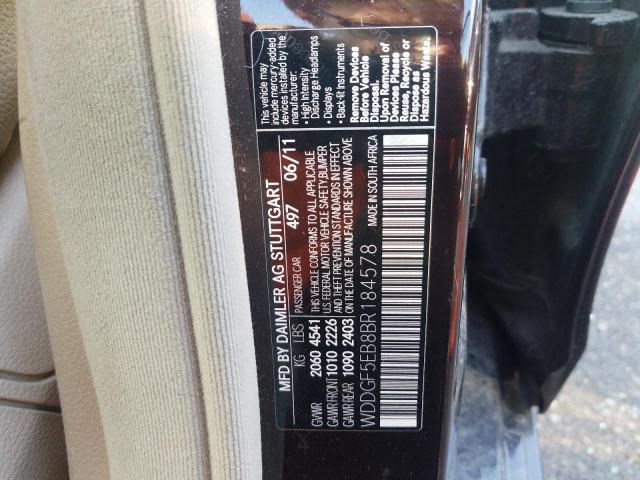 MFD BY DAIMLER AG STUTTGART
KG LBS PASSENGER CAR 497 06/11
GVWR 2060 4541 THIS VEHICLE CONFORMS TO ALL APPLICABLE
GAWR FRONT 1010 2226 U.S. FEDERAL MOTOR VEHICLE SAFETY, BUMPER
AND THEFT PREVENTION STANDARDS IN EFFECT
GAWR REAR 1090 2403 ON THE DATE OF MANUFACTURE SHOWN ABOVE
WDDGF5EB8BR184578 MADE IN SOUTH AFRICA
This vehicle may
include mercury-added
devices installed by the
manufacturer:
• High Intensity
Discharge Headlamps
• Displays
• Back-lit Instruments
Remove Devices
Before Vehicle
Disposal.
Upon Removal of
Devices Please
Reuse, Recycle or
Dispose as
Hazardous Waste.